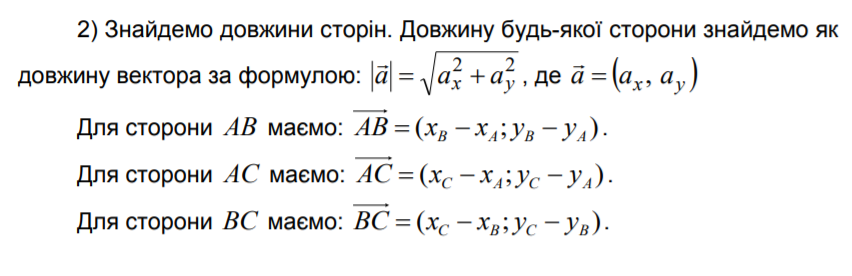 2) Знайдемо довжини сторін. Довжину будь-якої сторони знайдемо як
довжину вектора за формулою: $|\vec{a}| = \sqrt{a_x^2 + a_y^2}$, де $\vec{a} = (a_x, a_y)$
Для сторони $AB$ маємо: $\overrightarrow{AB} = (x_B - x_A; y_B - y_A)$.
Для сторони $AC$ маємо: $\overrightarrow{AC} = (x_C - x_A; y_C - y_A)$.
Для сторони $BC$ маємо: $\overrightarrow{BC} = (x_C - x_B; y_C - y_B)$.